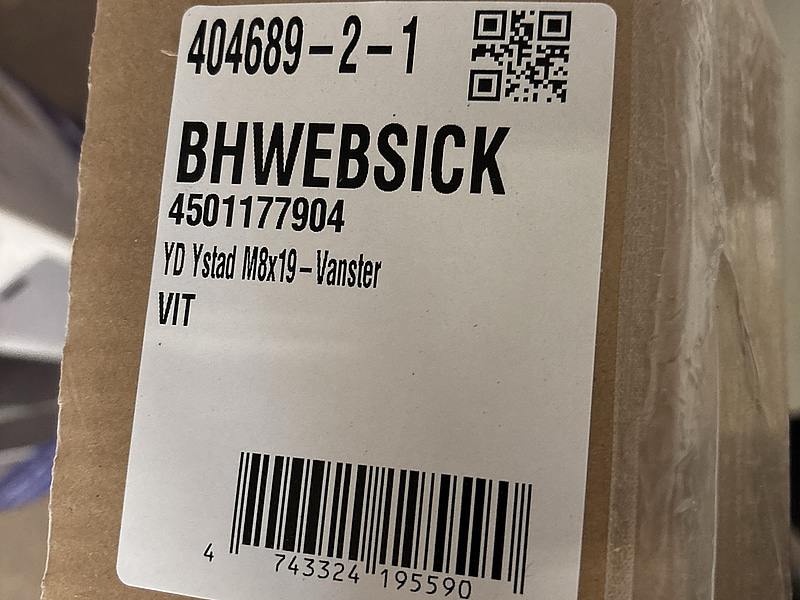 404689-2-1
BHWEBSICK
4501177904
YD Ystad M8x19-Vanster
VIT
4 743324 195590